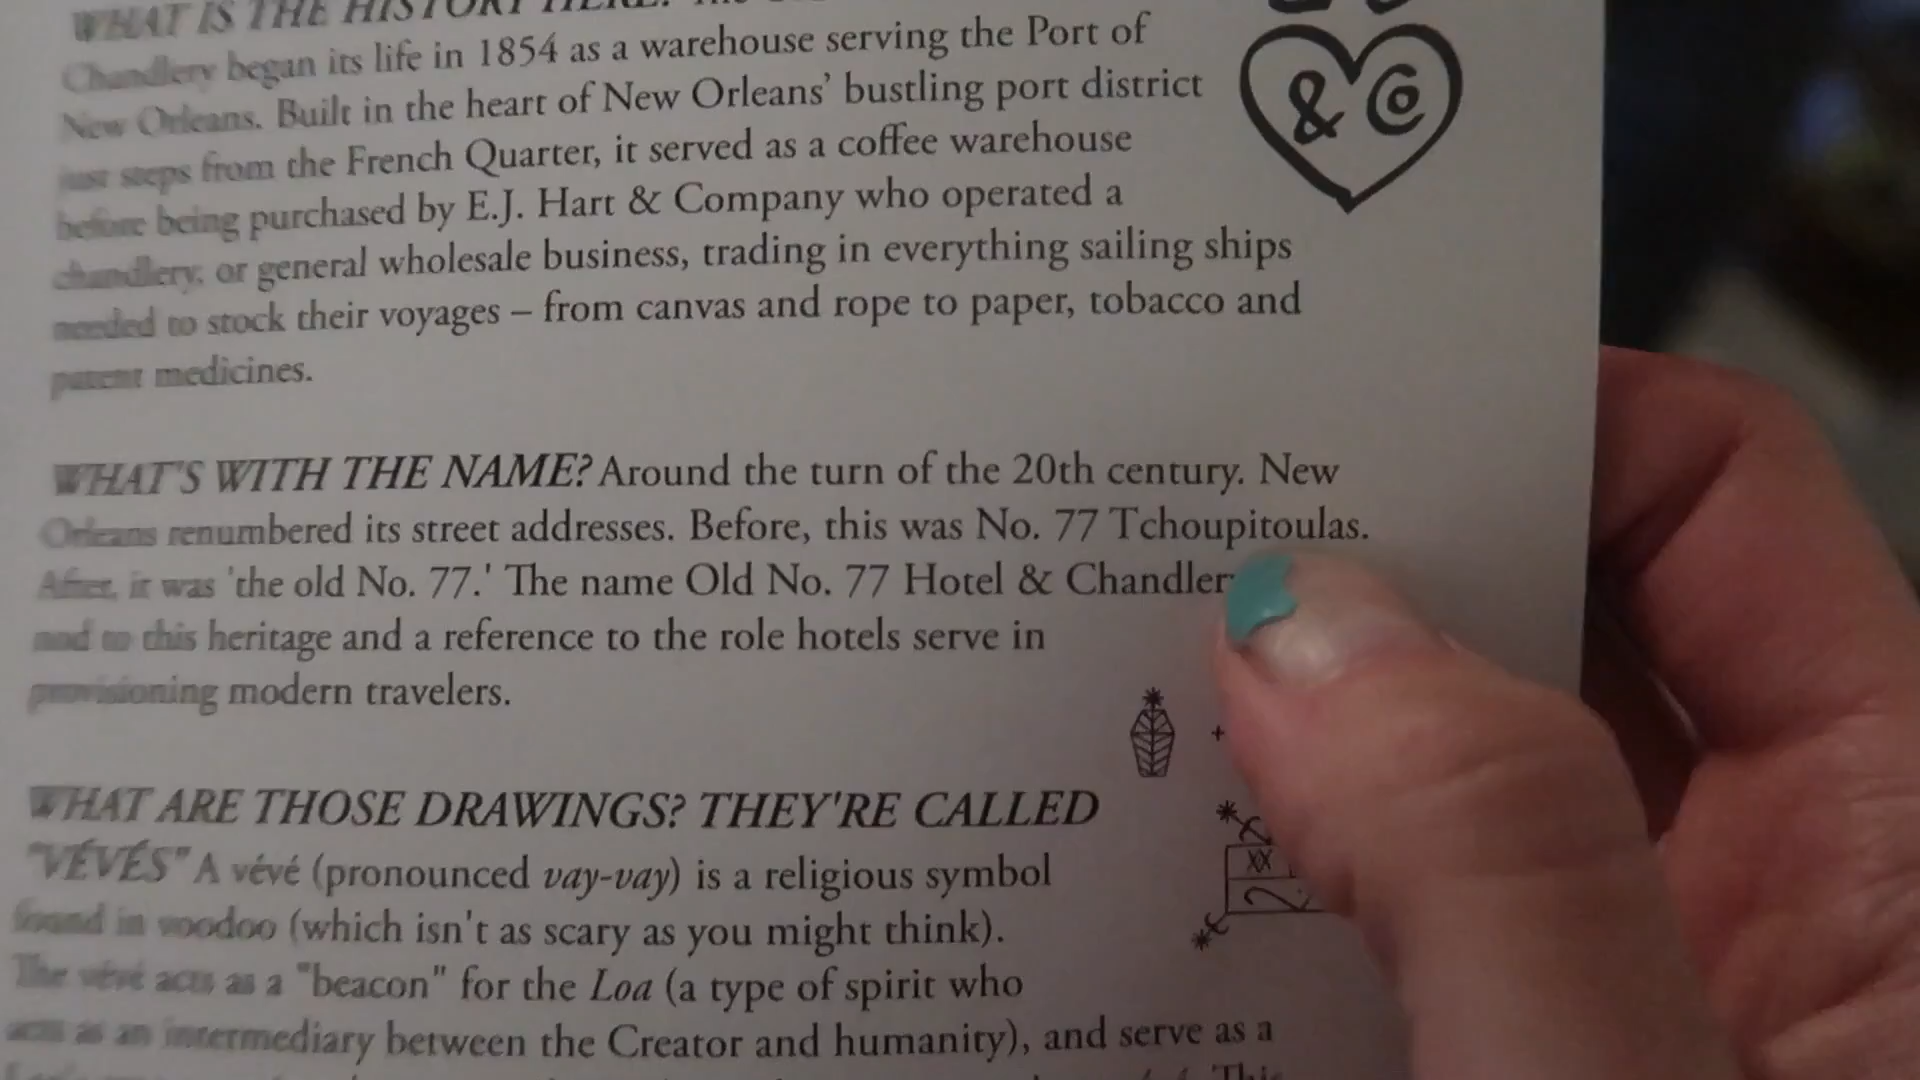 WHAT IS THE HISTORY HERE?
Chandlery began its life in 1854 as a warehouse serving the Port of
New Orleans. Built in the heart of New Orleans' bustling port district
just steps from the French Quarter, it served as a coffee warehouse
before being purchased by E.J. Hart & Company who operated a
chandlery, or general wholesale business, trading in everything sailing ships
needed to stock their voyages – from canvas and rope to paper, tobacco and
patent medicines.
& Co
WHAT'S WITH THE NAME? Around the turn of the 20th century. New
Orleans renumbered its street addresses. Before, this was No. 77 Tchoupitoulas.
After, it was 'the old No. 77.' The name Old No. 77 Hotel & Chandler
nod to this heritage and a reference to the role hotels serve in
provisioning modern travelers.
WHAT ARE THOSE DRAWINGS? THEY'RE CALLED
"VÉVÉS" A vévé (pronounced vay-vay) is a religious symbol
found in voodoo (which isn't as scary as you might think).
The vévé acts as a "beacon" for the Loa (a type of spirit who
acts as an intermediary between the Creator and humanity), and serve as a
This